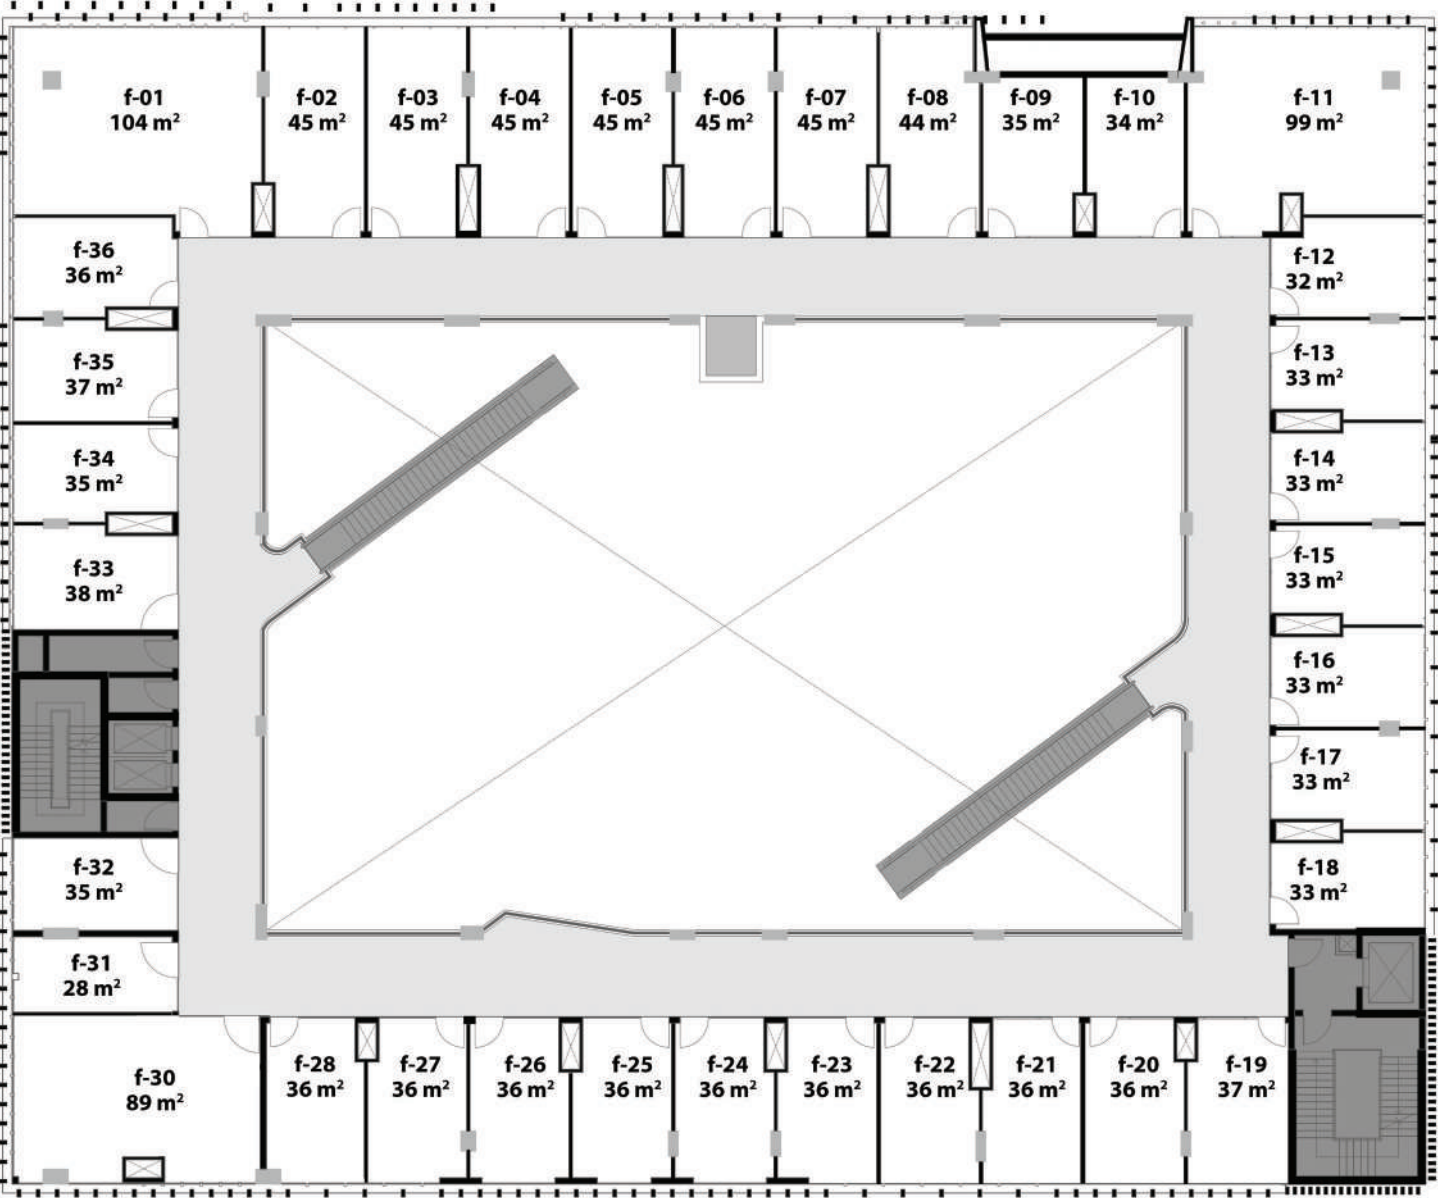 f-01
104 m²
f-02
45 m²
f-03
45 m²
f-04
45 m²
f-05
45 m²
f-06
45 m²
f-07
45 m²
f-08
44 m²
f-09
35 m²
f-10
34 m²
f-11
99 m²
f-36
36 m²
f-12
32 m²
f-35
37 m²
f-13
33 m²
f-34
35 m²
f-14
33 m²
f-33
38 m²
f-15
33 m²
f-16
33 m²
f-17
33 m²
f-32
35 m²
f-18
33 m²
f-31
28 m²
f-30
89 m²
f-28
36 m²
f-27
36 m²
f-26
36 m²
f-25
36 m²
f-24
36 m²
f-23
36 m²
f-22
36 m²
f-21
36 m²
f-20
36 m²
f-19
37 m²